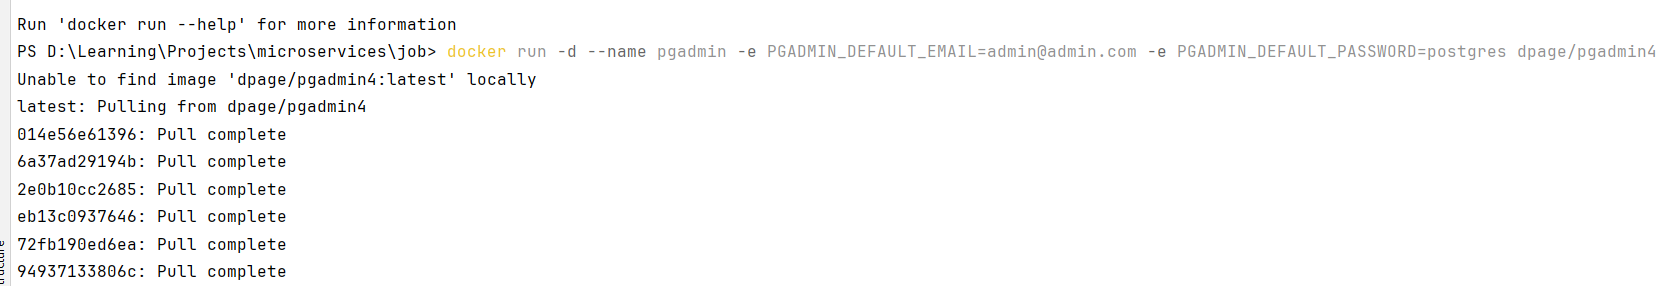 Run 'docker run --help' for more information
PS D:\Learning\Projects\microservices\job> docker run -d --name pgadmin -e PGADMIN_DEFAULT_EMAIL=admin@admin.com -e PGADMIN_DEFAULT_PASSWORD=postgres dpage/pgadmin4
Unable to find image 'dpage/pgadmin4:latest' locally
latest: Pulling from dpage/pgadmin4
014e56e61396: Pull complete
6a37ad29194b: Pull complete
2e0b10cc2685: Pull complete
eb13c0937646: Pull complete
72fb190ed6ea: Pull complete
94937133806c: Pull complete